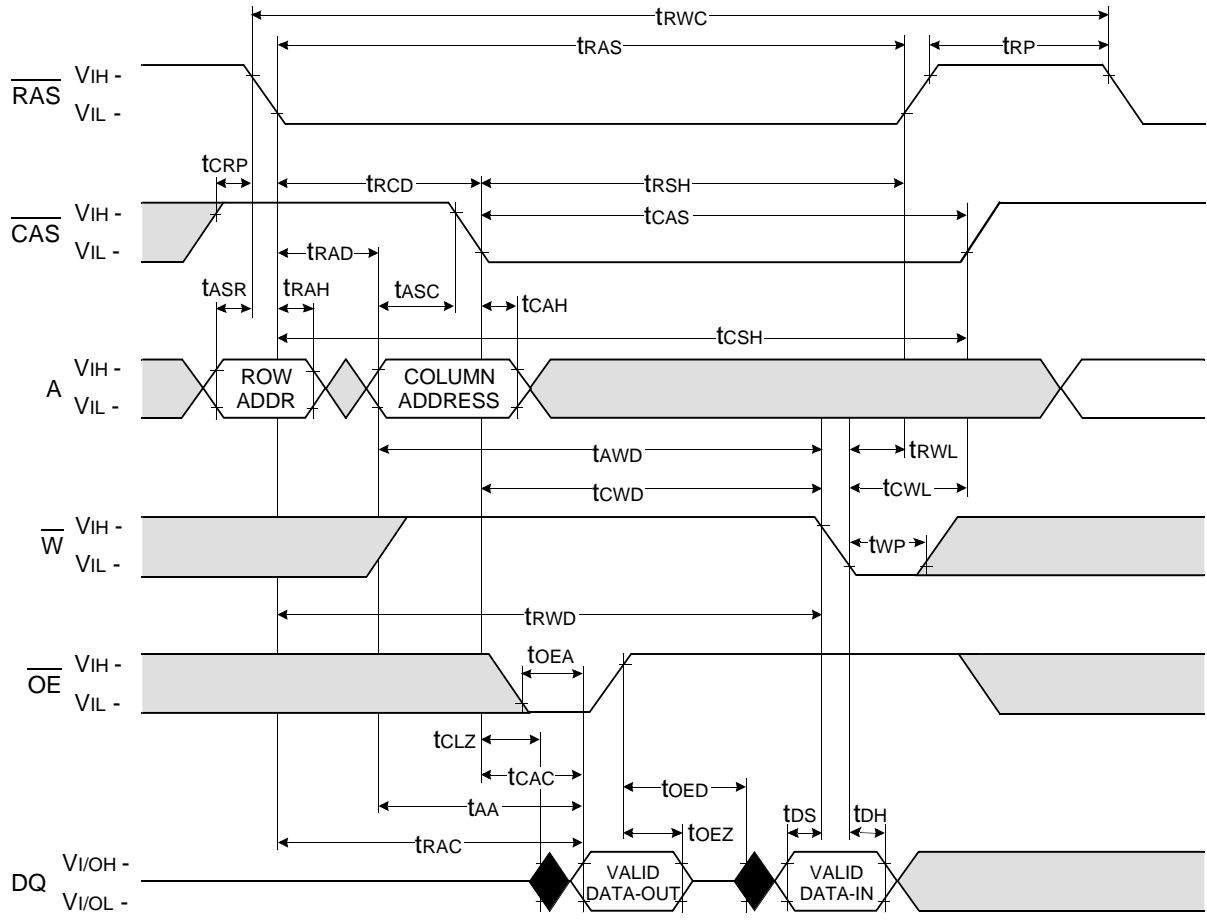 tRWC
tRAS
tRP
RAS
VIH -
VIL -
tCRP
tRCD
tRSH
CAS
VIH -
VIL -
tCAS
tRAD
tASR
tRAH
tASC
tCAH
tCSH
A
VIH -
VIL -
ROW
ADDR
COLUMN
ADDRESS
tAWD
tRWL
tCWD
tCWL
W
VIH -
VIL -
tWP
tRWD
OE
VIH -
VIL -
tOEA
tCLZ
tCAC
tOED
tAA
tOEZ
tDS
tDH
tRAC
DQ
VI/OH -
VI/OL -
VALID
DATA-OUT
VALID
DATA-IN